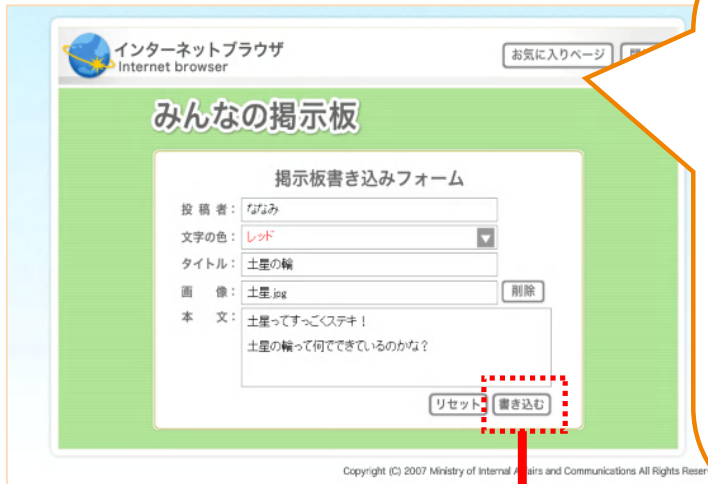 インターネットブラウザ
Internet browser
お気に入りページ
みんなの掲示板
掲示板書き込みフォーム
投 稿 者： ななみ
文字の色： レッド
タイトル： 土星の輪
画　　像： 土星.jpg 削除
本　　文： 土星ってすっごくステキ！
土星の輪って何でできているのかな？
リセット 書き込む
Copyright (C) 2007 Ministry of Internal Affairs and Communications All Rights